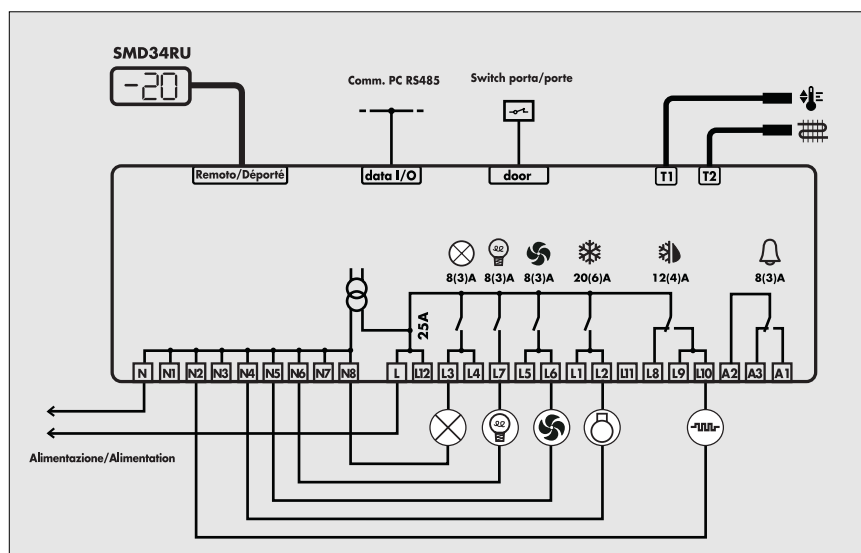 SMD34RU
-20
Comm. PC RS485
Switch porta/porte
Remoto/Déporté
data I/O
door
T1
T2
8(3)A
8(3)A
8(3)A
20(6)A
12(4)A
8(3)A
25A
N
N1
N2
N3
N4
N5
N6
N7
N8
L
L12
L3
L4
L7
L5
L6
L1
L2
L11
L8
L9
L10
A2
A3
A1
Alimentazione/Alimentation